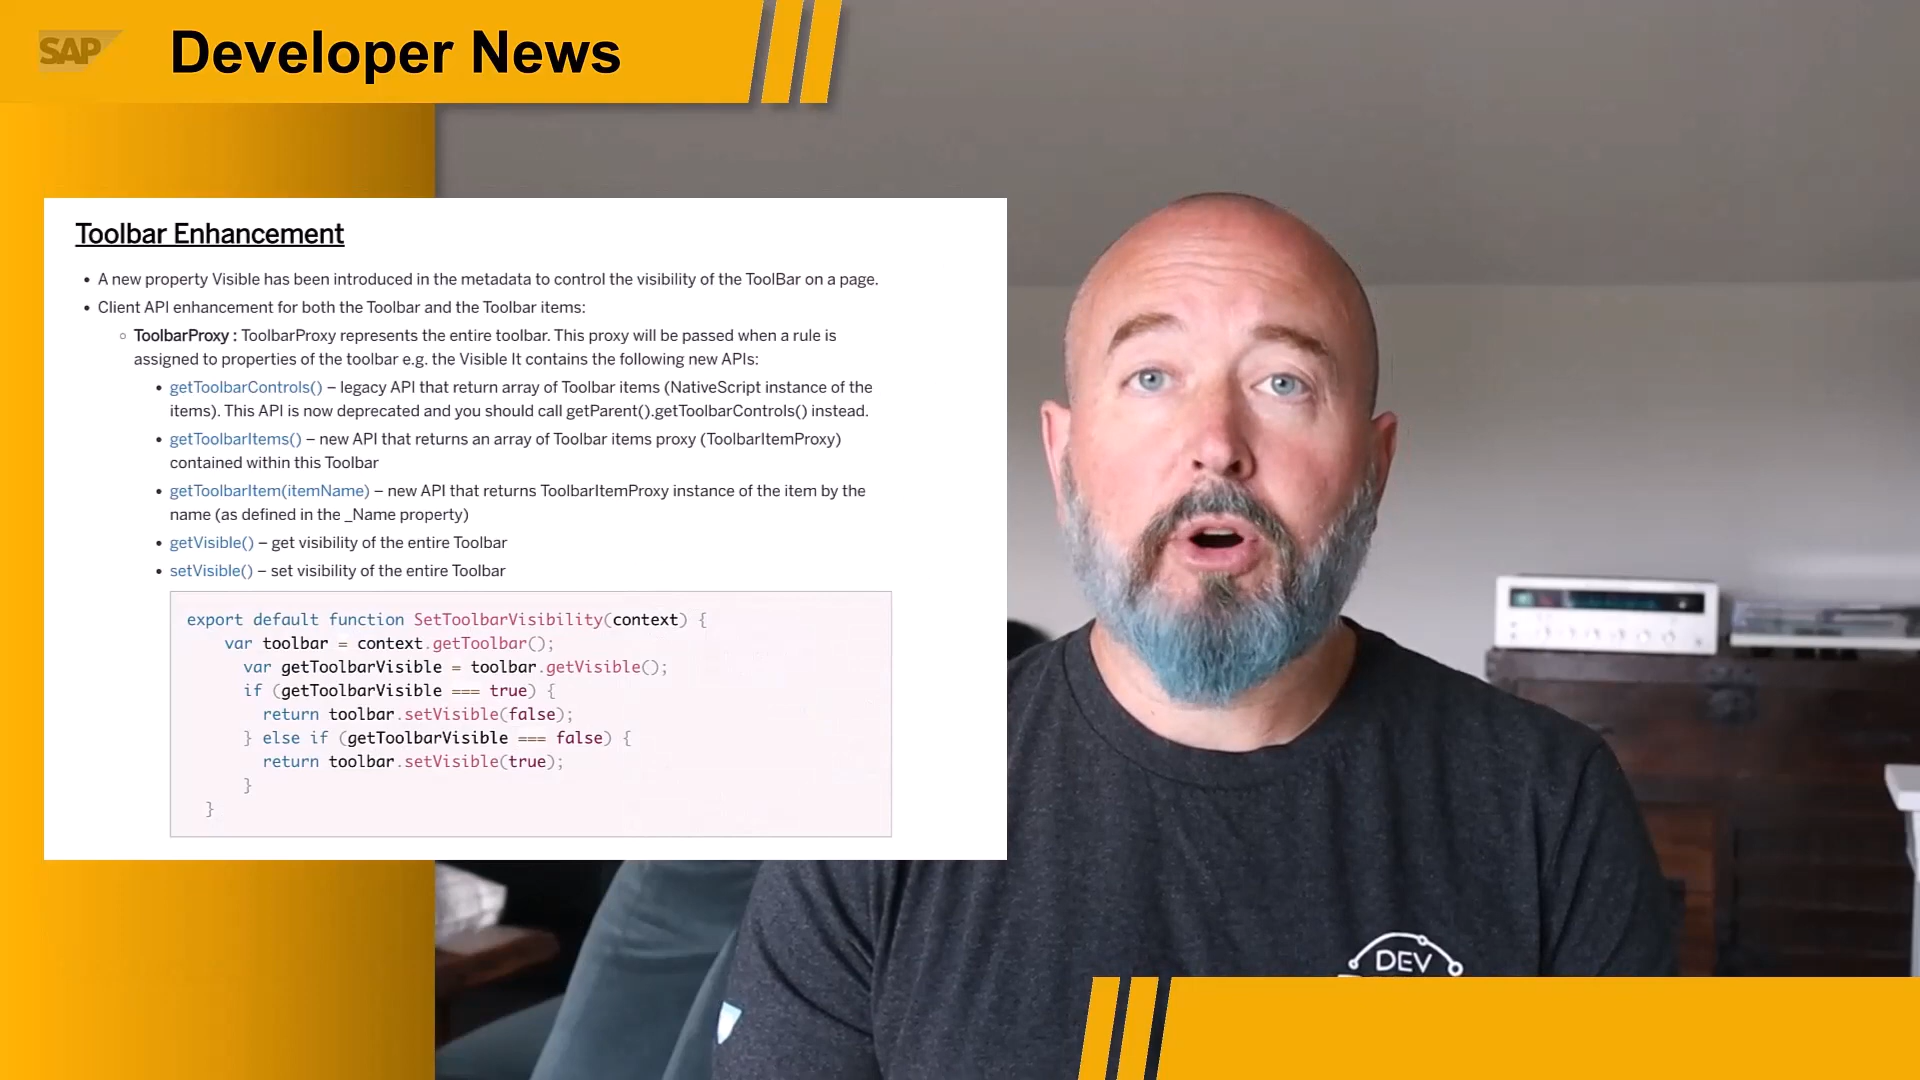 SAP
Developer News
Toolbar Enhancement
• A new property Visible has been introduced in the metadata to control the visibility of the ToolBar on a page.
• Client API enhancement for both the Toolbar and the Toolbar items:
○ ToolbarProxy : ToolbarProxy represents the entire toolbar. This proxy will be passed when a rule is
assigned to properties of the toolbar e.g. the Visible It contains the following new APIs:
• getToolbarControls() – legacy API that return array of Toolbar items (NativeScript instance of the
items). This API is now deprecated and you should call getParent().getToolbarControls() instead.
• getToolbarItems() – new API that returns an array of Toolbar items proxy (ToolbarItemProxy)
contained within this Toolbar
• getToolbarItem(itemName) – new API that returns ToolbarItemProxy instance of the item by the
name (as defined in the _Name property)
• getVisible() – get visibility of the entire Toolbar
• setVisible() – set visibility of the entire Toolbar
export default function SetToolbarVisibility(context) {
var toolbar = context.getToolbar();
var getToolbarVisible = toolbar.getVisible();
if (getToolbarVisible === true) {
return toolbar.setVisible(false);
} else if (getToolbarVisible === false) {
return toolbar.setVisible(true);
}
}
DEV